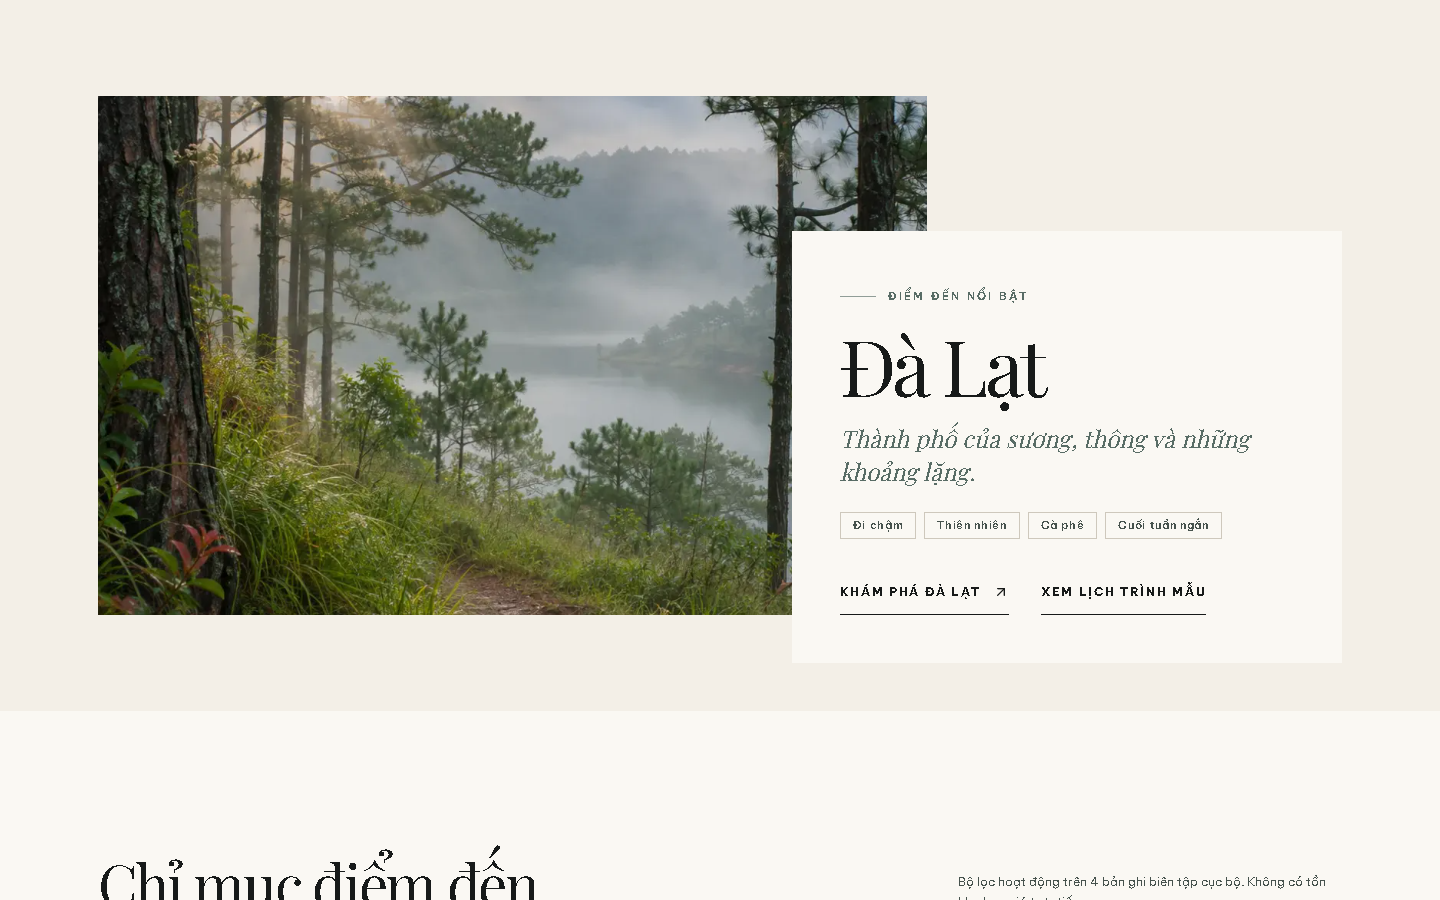 ĐIỂM ĐẾN NỔI BẬT
Đà Lạt
Thành phố của sương, thông và những
khoảng lặng.
Đi chậm
Thiên nhiên
Cà phê
Cuối tuần ngắn
KHÁM PHÁ ĐÀ LẠT
XEM LỊCH TRÌNH MẪU
Chỉ mục điểm đến
Bộ lọc hoạt động trên 4 bản ghi biên tập cục bộ. Không có tồn